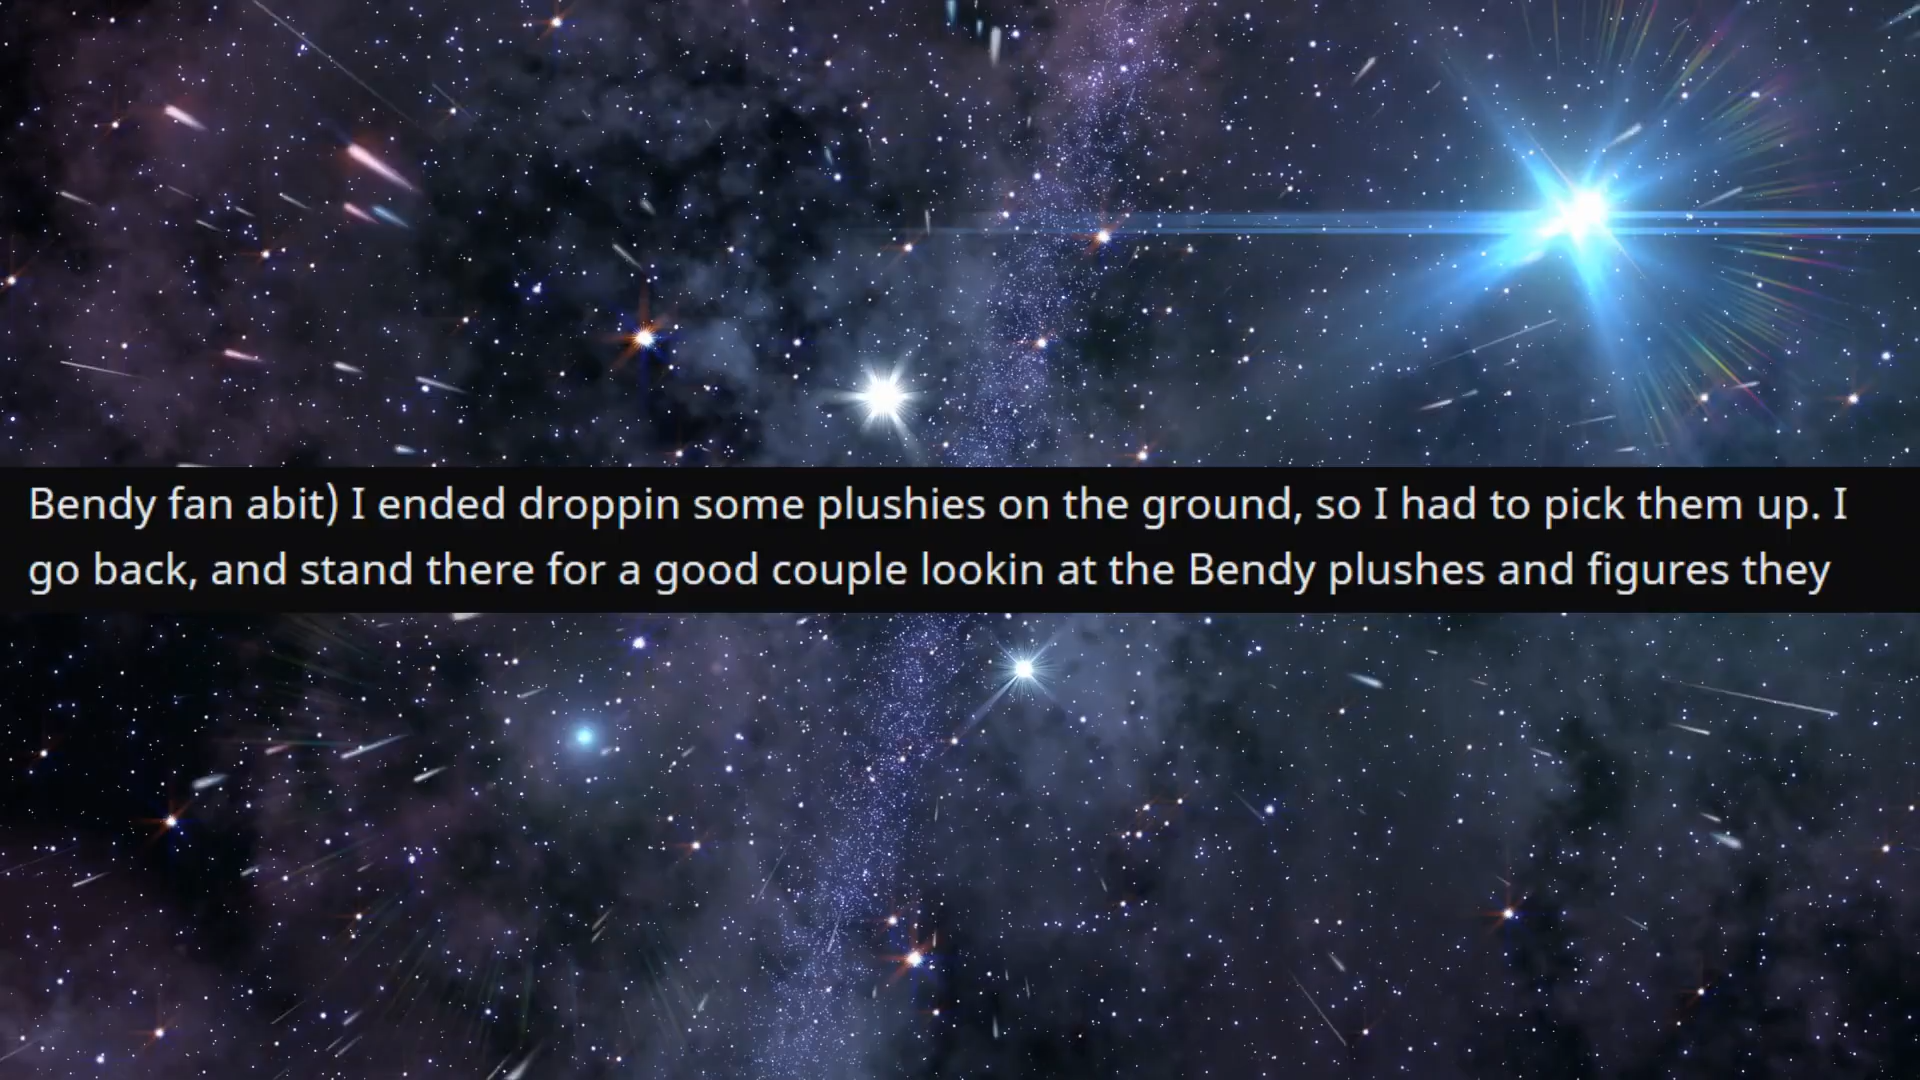 Bendy fan abit) I ended droppin some plushies on the ground, so I had to pick them up. I
go back, and stand there for a good couple lookin at the Bendy plushes and figures they